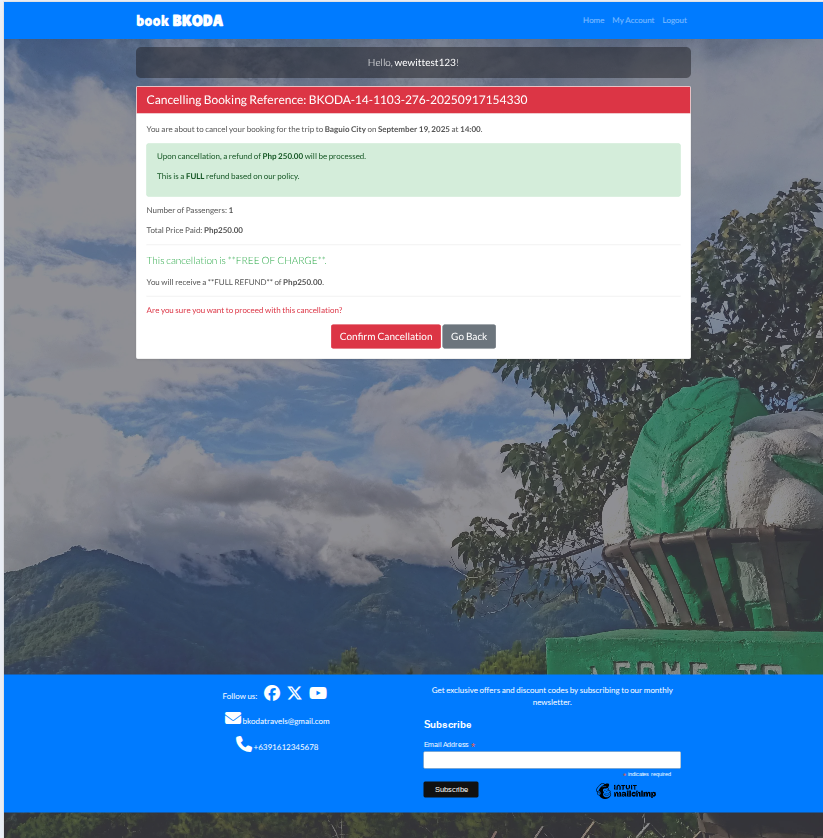 book BKODA
Home My Account Logout
Hello, wewittest123!
Cancelling Booking Reference: BKODA-14-1103-276-20250917154330
You are about to cancel your booking for the trip to Baguio City on September 19, 2025 at 14:00.
Upon cancellation, a refund of Php 250.00 will be processed.
This is a FULL refund based on our policy.
Number of Passengers: 1
Total Price Paid: Php250.00
This cancellation is **FREE OF CHARGE**.
You will receive a **FULL REFUND** of Php250.00.
Are you sure you want to proceed with this cancellation?
Confirm Cancellation Go Back
Follow us:
bkodatravels@gmail.com
+6391612345678
Get exclusive offers and discount codes by subscribing to our monthly
newsletter.
Subscribe
Email Address *
* indicates required
Subscribe
INTUIT
mailchimp